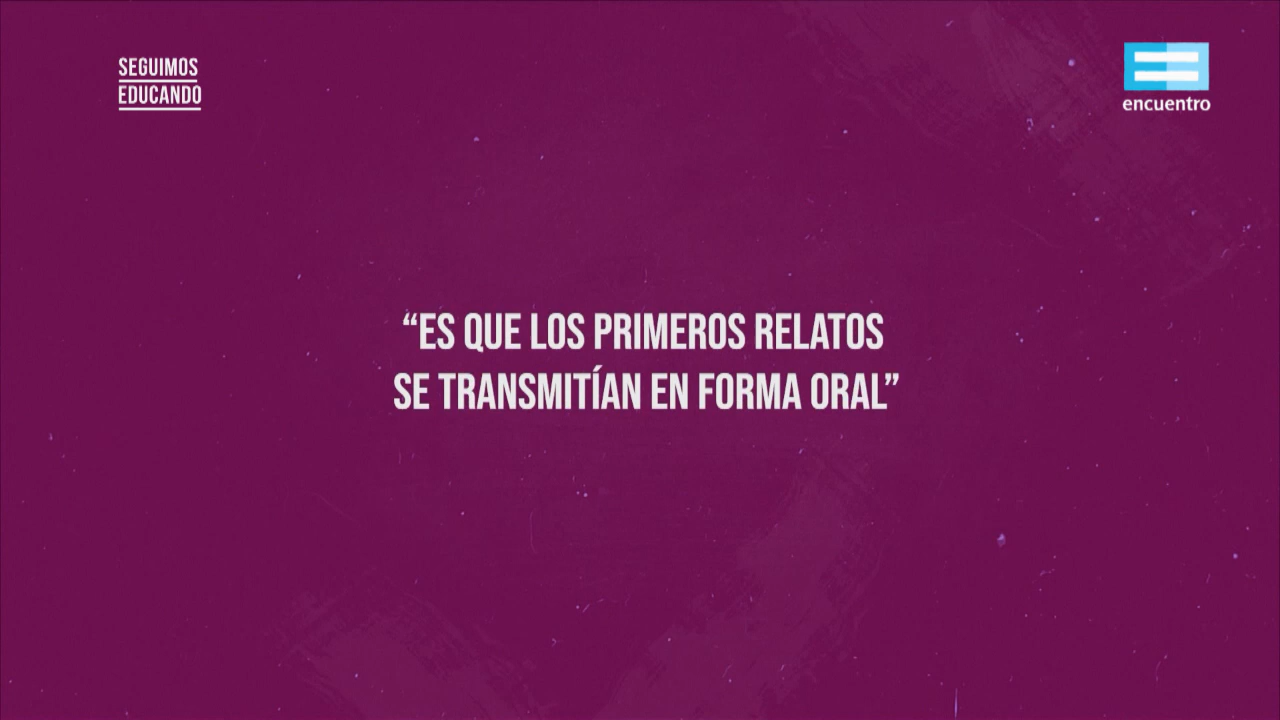 SEGUIMOS
EDUCANDO
encuentro
“ES QUE LOS PRIMEROS RELATOS
SE TRANSMITÍAN EN FORMA ORAL”